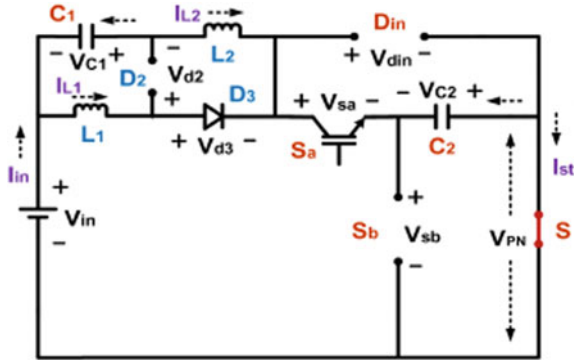 C1 IL2 Din
− + − L2 + −
VC1 D2 Vd2 Vdin
IL1 D3 + Vsa − − VC2 +
+
L1 + Vd3 − Sa C2
Iin Ist
+ +
Vin Sb Vsb VPN S
− −